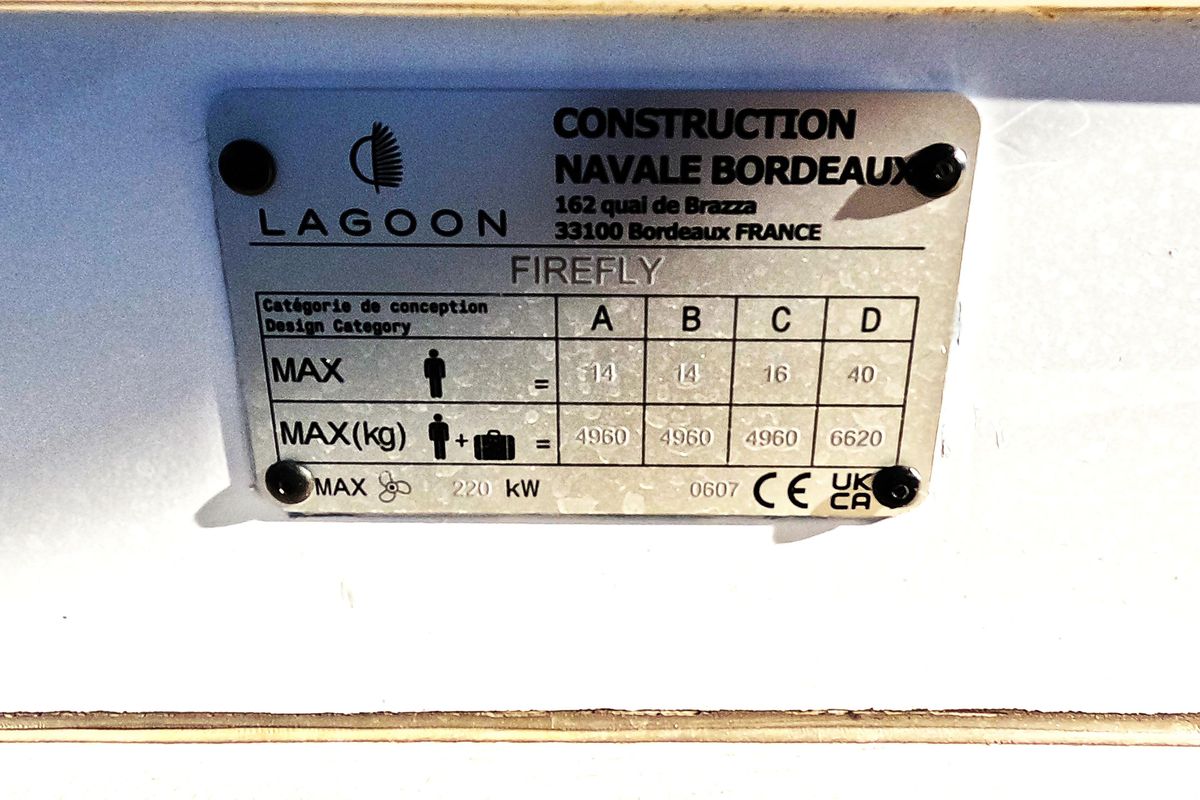 LAGOON
CONSTRUCTION
NAVALE BORDEAUX
162 quai de Brazza
33100 Bordeaux FRANCE
FIREFLY
Catégorie de conception
Design Category A B C D
MAX = 14 14 16 40
MAX(kg) + = 4960 4960 4960 6620
MAX 220 kW 0607 CE UK
CA